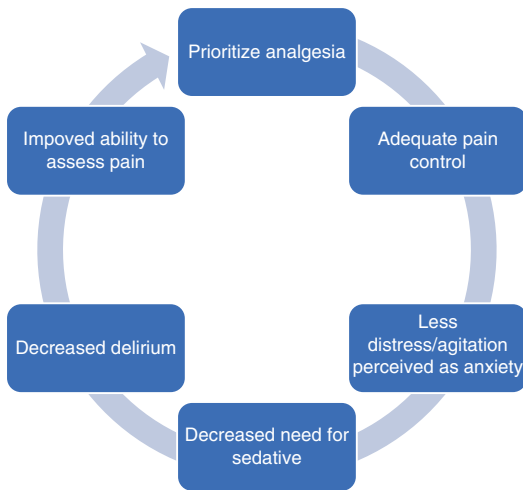 Prioritize analgesia
Adequate pain
control
Less
distress/agitation
perceived as anxiety
Decreased need for
sedative
Decreased delirium
Impoved ability to
assess pain